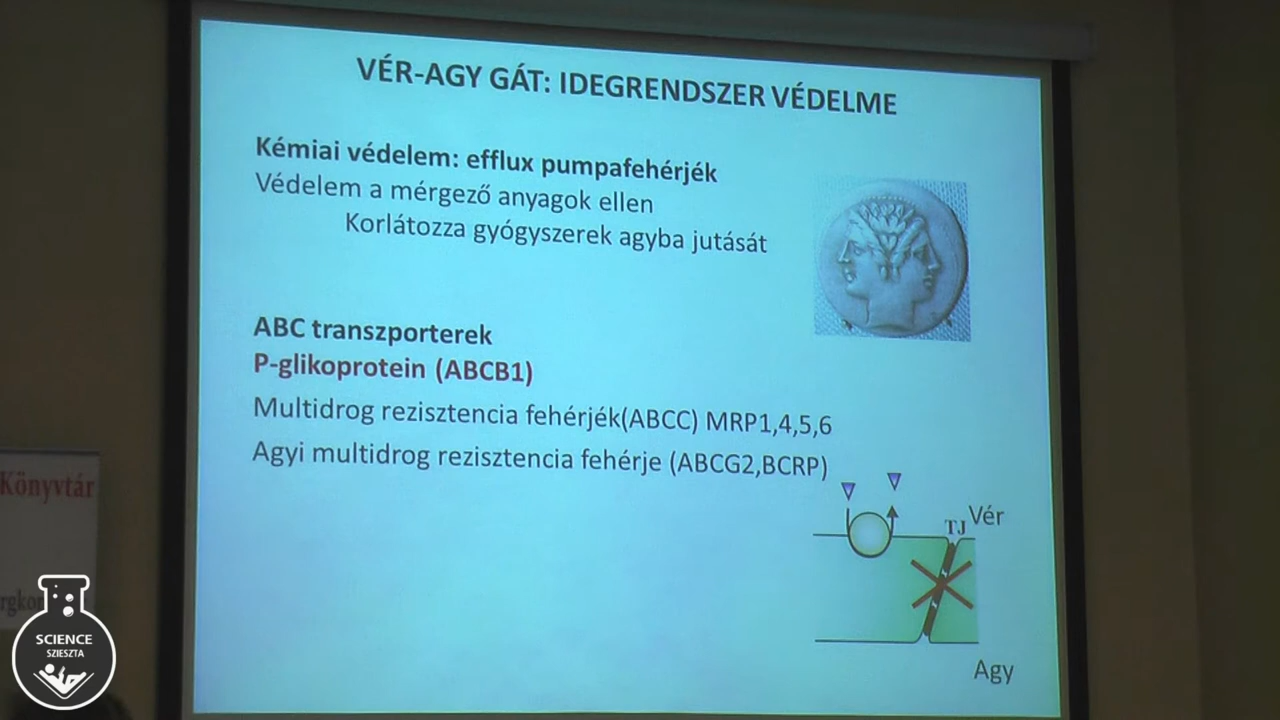 VÉR-AGY GÁT: IDEGRENDSZER VÉDELME
Kémiai védelem: efflux pumpafehérjék
Védelem a mérgező anyagok ellen
Korlátozza gyógyszerek agyba jutását
ABC transzporterek
P-glikoprotein (ABCB1)
Multidrog rezisztencia fehérjék(ABCC) MRP1,4,5,6
Agyi multidrog rezisztencia fehérje (ABCG2,BCRP)
TJ Vér
Agy
Könyvtár
SCIENCE
SZIESZTA